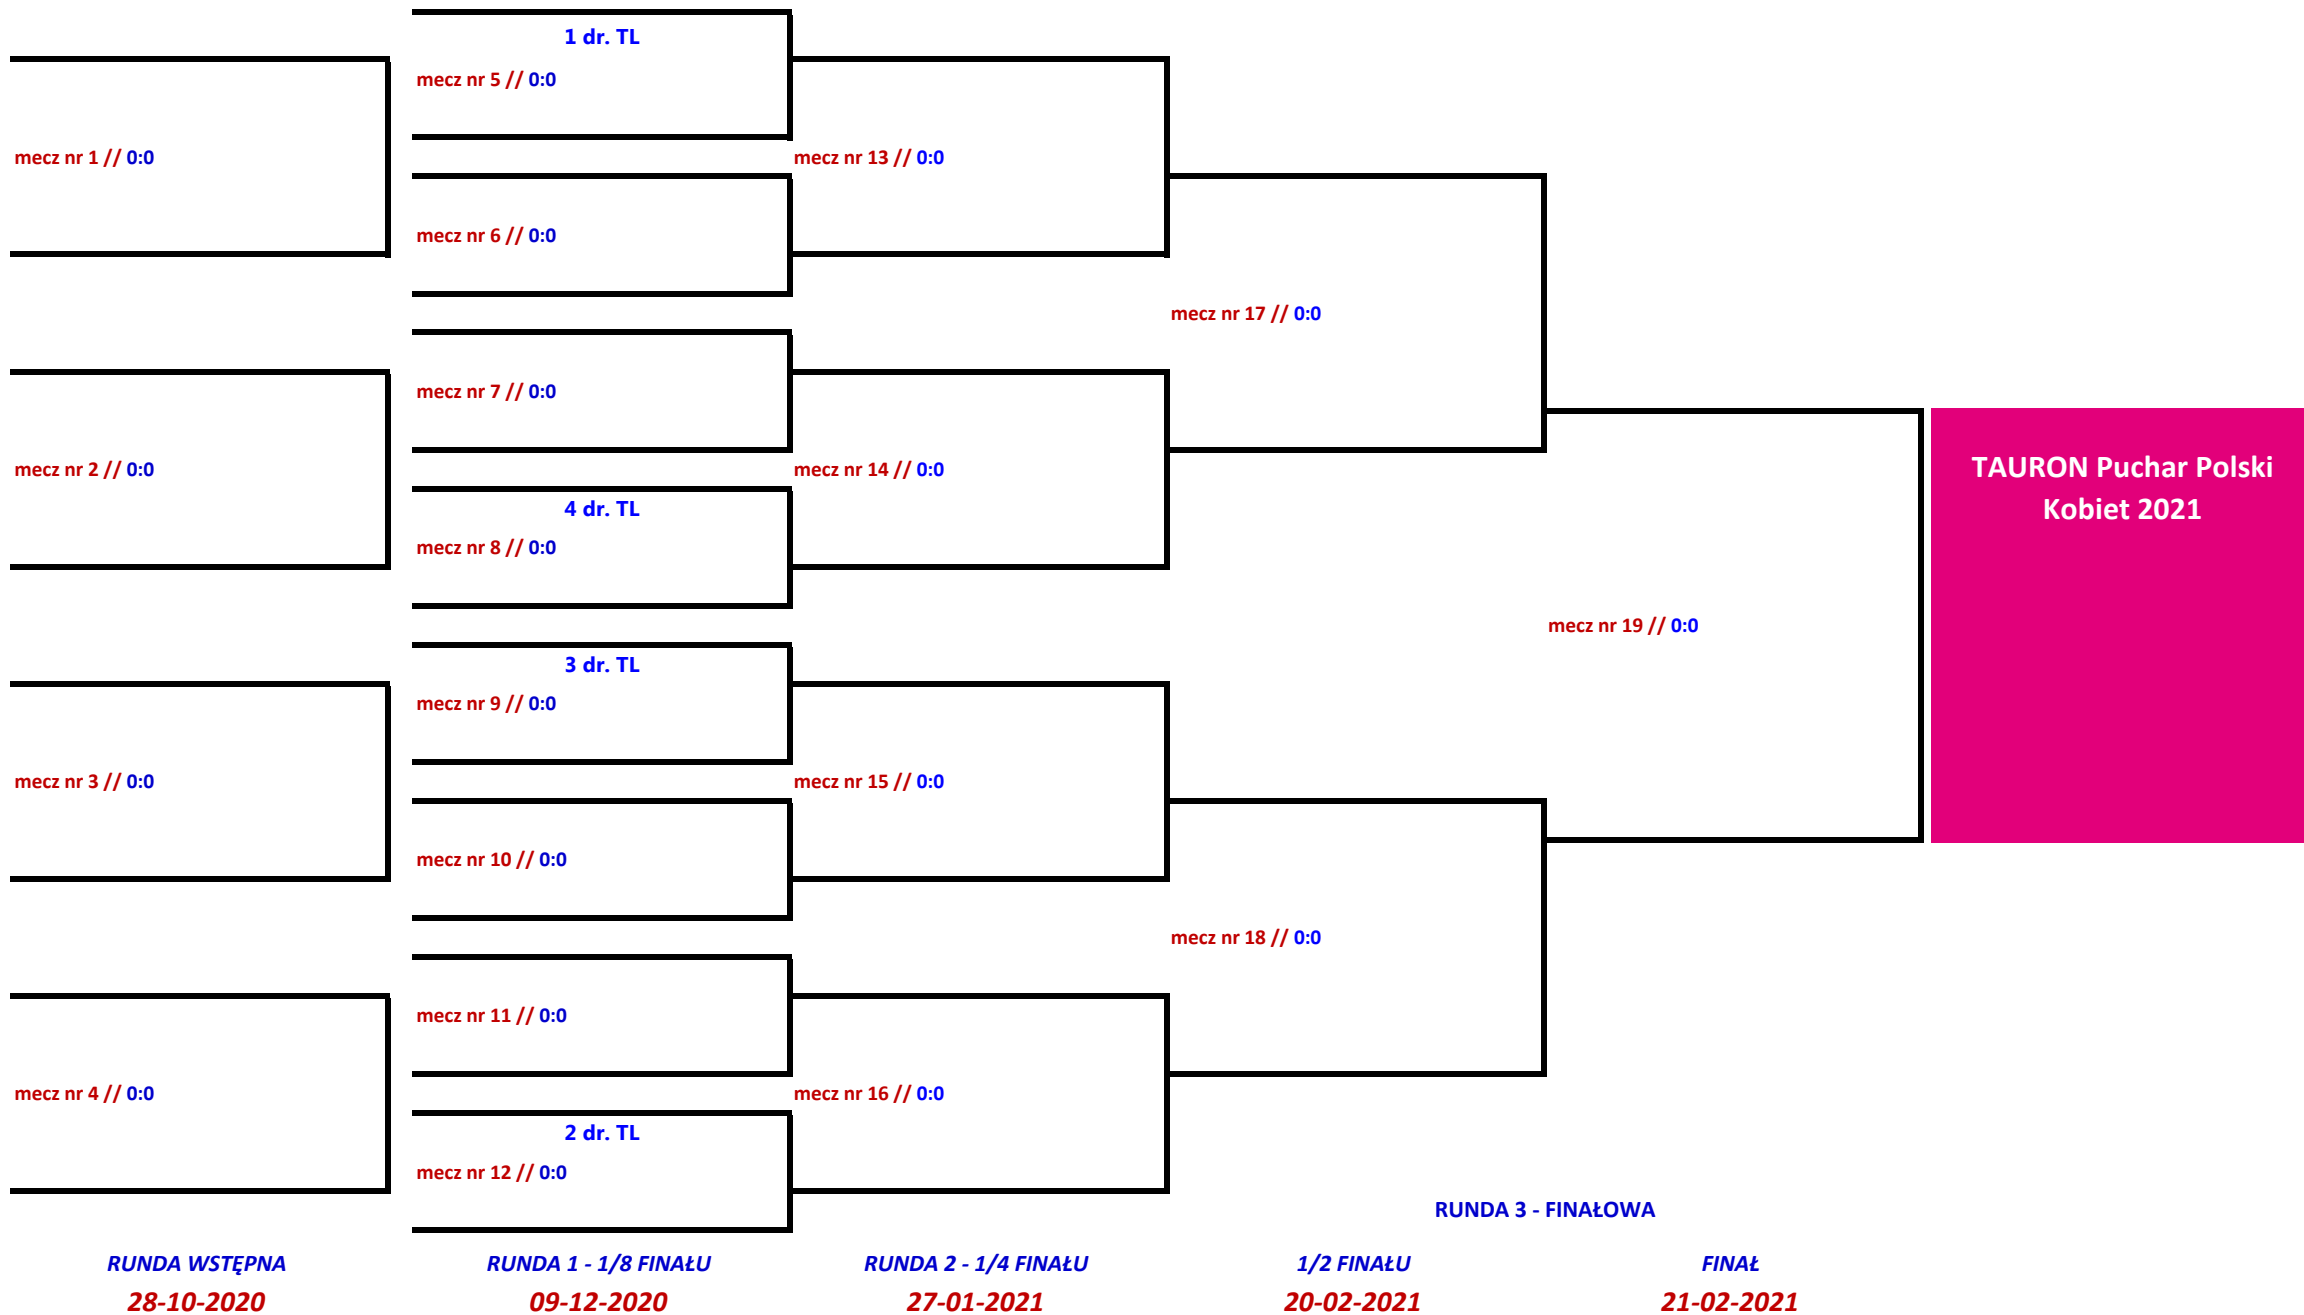 1 dr. TL
mecz nr 5 // 0:0
mecz nr 1 // 0:0
mecz nr 13 // 0:0
mecz nr 6 // 0:0
mecz nr 17 // 0:0
mecz nr 7 // 0:0
mecz nr 2 // 0:0
mecz nr 14 // 0:0
TAURON Puchar Polski
Kobiet 2021
4 dr. TL
mecz nr 8 // 0:0
mecz nr 19 // 0:0
3 dr. TL
mecz nr 9 // 0:0
mecz nr 3 // 0:0
mecz nr 15 // 0:0
mecz nr 10 // 0:0
mecz nr 18 // 0:0
mecz nr 11 // 0:0
mecz nr 4 // 0:0
mecz nr 16 // 0:0
2 dr. TL
mecz nr 12 // 0:0
RUNDA 3 - FINAŁOWA
RUNDA WSTĘPNA
RUNDA 1 - 1/8 FINAŁU
RUNDA 2 - 1/4 FINAŁU
1/2 FINAŁU
FINAŁ
28-10-2020
09-12-2020
27-01-2021
20-02-2021
21-02-2021